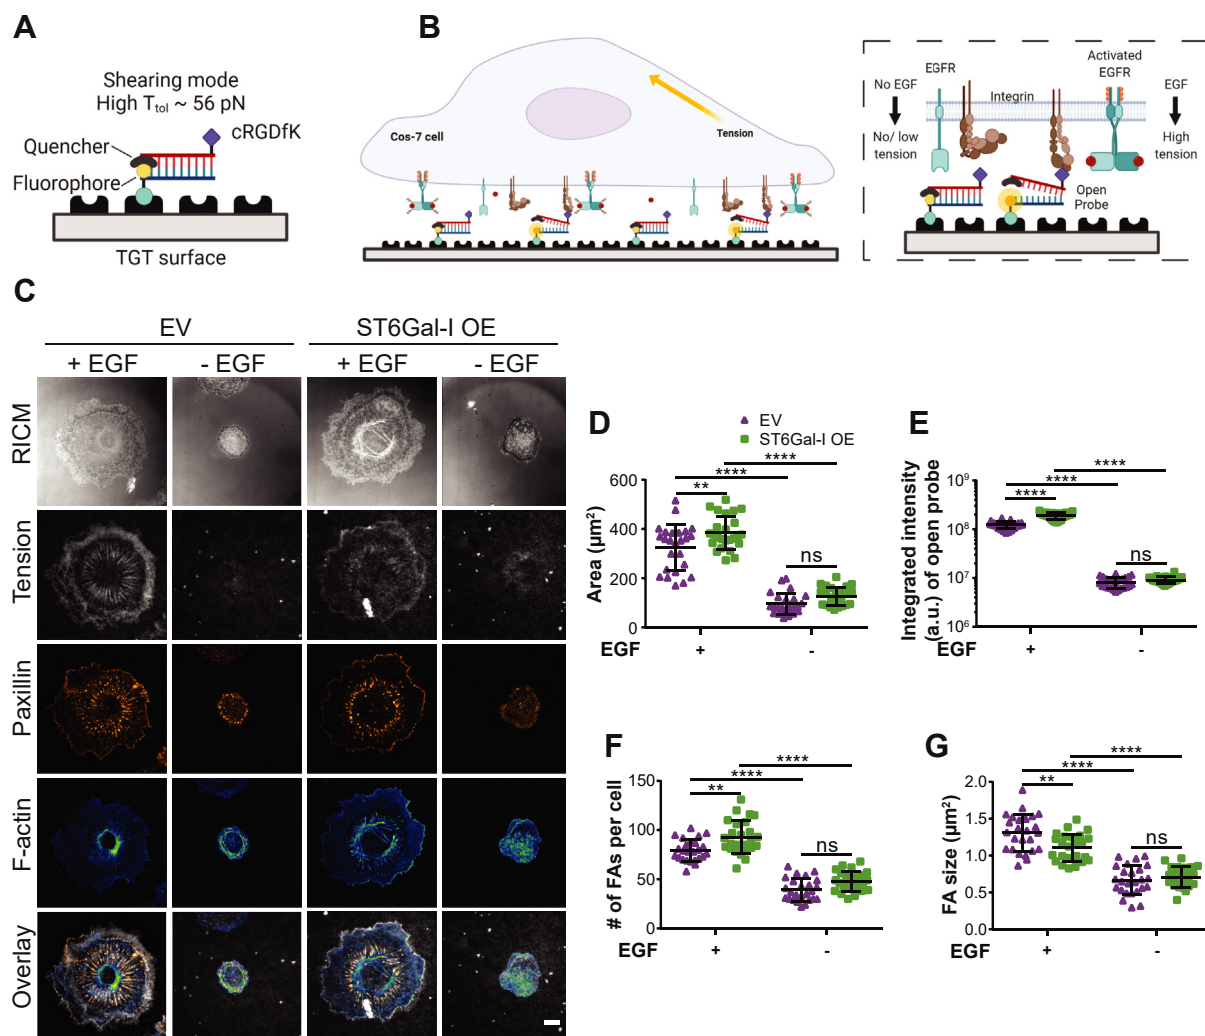 A
Shearing mode
High Ttol ~ 56 pN
cRGDfK
Quencher
Fluorophore
TGT surface
B
Cos-7 cell
Tension
No EGF
No/ low
tension
EGFR
Integrin
Activated
EGFR
EGF
High
tension
Open
Probe
C
EV
ST6Gal-I OE
+ EGF
- EGF
+ EGF
- EGF
RICM
Tension
Paxillin
F-actin
Overlay
D
EV
ST6Gal-I OE
****
****
**
ns
Area (µm²)
600
400
200
0
EGF
+
-
E
****
****
****
ns
Integrated intensity
(a.u.) of open probe
10⁹
10⁸
10⁷
10⁶
+
-
F
****
****
**
ns
# of FAs per cell
150
100
50
0
EGF
+
-
G
****
****
**
ns
FA size (µm²)
2.0
1.5
1.0
0.5
0.0
EGF
+
-